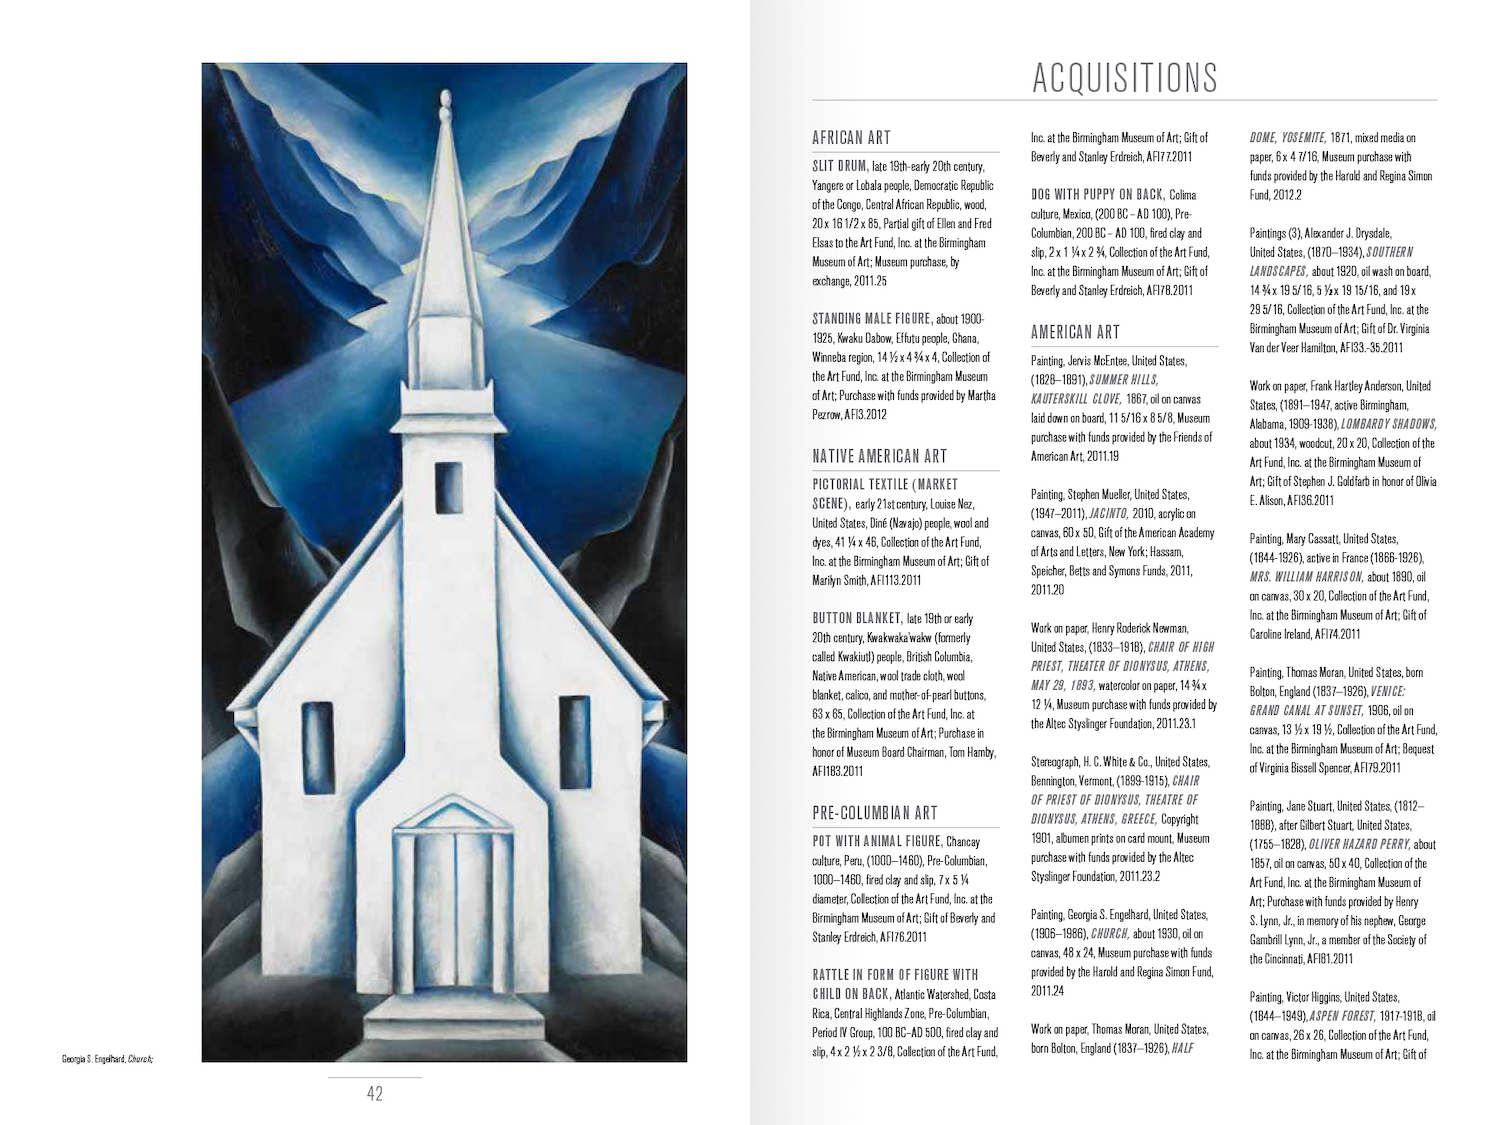 Georgia S. Engelhard, Church;
42
ACQUISITIONS
AFRICAN ART
SLIT DRUM, late 19th-early 20th century,
Yangere or Lobala people, Democratic Republic
of the Congo, Central African Republic, wood,
20 x 16 1/2 x 85, Partial gift of Ellen and Fred
Elsas to the Art Fund, Inc. at the Birmingham
Museum of Art; Museum purchase, by
exchange, 2011.25
STANDING MALE FIGURE, about 1900-
1925, Kwaku Dabow, Effutu people, Ghana,
Winneba region, 14 ½ x 4 ¾ x 4, Collection of
the Art Fund, Inc. at the Birmingham Museum
of Art; Purchase with funds provided by Martha
Pezrow, AFI3.2012
NATIVE AMERICAN ART
PICTORIAL TEXTILE (MARKET
SCENE), early 21st century, Louise Nez,
United States, Diné (Navajo) people, wool and
dyes, 41 ¼ x 46, Collection of the Art Fund,
Inc. at the Birmingham Museum of Art; Gift of
Marilyn Smith, AFI113.2011
BUTTON BLANKET, late 19th or early
20th century, Kwakwaka'wakw (formerly
called Kwakiutl) people, British Columbia,
Native American, wool trade cloth, wool
blanket, calico, and mother-of-pearl buttons,
63 x 65, Collection of the Art Fund, Inc. at
the Birmingham Museum of Art; Purchase in
honor of Museum Board Chairman, Tom Hamby,
AFI183.2011
PRE-COLUMBIAN ART
POT WITH ANIMAL FIGURE, Chancay
culture, Peru, (1000–1460), Pre-Columbian,
1000–1460, fired clay and slip, 7 x 5 ¼
diameter, Collection of the Art Fund, Inc. at the
Birmingham Museum of Art; Gift of Beverly and
Stanley Erdreich, AFI76.2011
RATTLE IN FORM OF FIGURE WITH
CHILD ON BACK, Atlantic Watershed, Costa
Rica, Central Highlands Zone, Pre-Columbian,
Period IV Group, 100 BC–AD 500, fired clay and
slip, 4 x 2 ½ x 2 3/8, Collection of the Art Fund,
Inc. at the Birmingham Museum of Art; Gift of
Beverly and Stanley Erdreich, AFI77.2011
DOG WITH PUPPY ON BACK, Colima
culture, Mexico, (200 BC – AD 100), Pre-
Columbian, 200 BC – AD 100, fired clay and
slip, 2 x 1 ¼ x 2 ¾, Collection of the Art Fund,
Inc. at the Birmingham Museum of Art; Gift of
Beverly and Stanley Erdreich, AFI78.2011
AMERICAN ART
Painting, Jervis McEntee, United States,
(1828–1891), SUMMER HILLS,
KAUTERSKILL CLOVE, 1867, oil on canvas
laid down on board, 11 5/16 x 8 5/8, Museum
purchase with funds provided by the Friends of
American Art, 2011.19
Painting, Stephen Mueller, United States,
(1947–2011), JACINTO, 2010, acrylic on
canvas, 60 x 50, Gift of the American Academy
of Arts and Letters, New York; Hassam,
Speicher, Betts and Symons Funds, 2011,
2011.20
Work on paper, Henry Roderick Newman,
United States, (1833–1918), CHAIR OF HIGH
PRIEST, THEATER OF DIONYSUS, ATHENS,
MAY 29, 1893, watercolor on paper, 14 ¾ x
12 ¼, Museum purchase with funds provided by
the Altec Styslinger Foundation, 2011.23.1
Stereograph, H. C. White & Co., United States,
Bennington, Vermont, (1899-1915), CHAIR
OF PRIEST OF DIONYSUS, THEATRE OF
DIONYSUS, ATHENS, GREECE, Copyright
1901, albumen prints on card mount, Museum
purchase with funds provided by the Altec
Styslinger Foundation, 2011.23.2
Painting, Georgia S. Engelhard, United States,
(1906–1986), CHURCH, about 1930, oil on
canvas, 48 x 24, Museum purchase with funds
provided by the Harold and Regina Simon Fund,
2011.24
Work on paper, Thomas Moran, United States,
born Bolton, England (1837–1926), HALF
DOME, YOSEMITE, 1871, mixed media on
paper, 6 x 4 7/16, Museum purchase with
funds provided by the Harold and Regina Simon
Fund, 2012.2
Paintings (3), Alexander J. Drysdale,
United States, (1870–1934), SOUTHERN
LANDSCAPES, about 1920, oil wash on board,
14 ¾ x 19 5/16, 5 ½ x 19 15/16, and 19 x
29 5/16, Collection of the Art Fund, Inc. at the
Birmingham Museum of Art; Gift of Dr. Virginia
Van der Veer Hamilton, AFI33.-35.2011
Work on paper, Frank Hartley Anderson, United
States, (1891–1947, active Birmingham,
Alabama, 1909-1938), LOMBARDY SHADOWS,
about 1934, woodcut, 20 x 20, Collection of the
Art Fund, Inc. at the Birmingham Museum of
Art; Gift of Stephen J. Goldfarb in honor of Olivia
E. Alison, AFI36.2011
Painting, Mary Cassatt, United States,
(1844-1926), active in France (1866-1926),
MRS. WILLIAM HARRISON, about 1890, oil
on canvas, 30 x 20, Collection of the Art Fund,
Inc. at the Birmingham Museum of Art; Gift of
Caroline Ireland, AFI74.2011
Painting, Thomas Moran, United States, born
Bolton, England (1837–1926), VENICE:
GRAND CANAL AT SUNSET, 1906, oil on
canvas, 13 ½ x 19 ½, Collection of the Art Fund,
Inc. at the Birmingham Museum of Art; Bequest
of Virginia Bissell Spencer, AFI79.2011
Painting, Jane Stuart, United States, (1812–
1888), after Gilbert Stuart, United States,
(1755–1828), OLIVER HAZARD PERRY, about
1857, oil on canvas, 50 x 40, Collection of the
Art Fund, Inc. at the Birmingham Museum of
Art; Purchase with funds provided by Henry
S. Lynn, Jr., in memory of his nephew, George
Gambrill Lynn, Jr., a member of the Society of
the Cincinnati, AFI81.2011
Painting, Victor Higgins, United States,
(1844–1949), ASPEN FOREST, 1917-1918, oil
on canvas, 26 x 26, Collection of the Art Fund,
Inc. at the Birmingham Museum of Art; Gift of